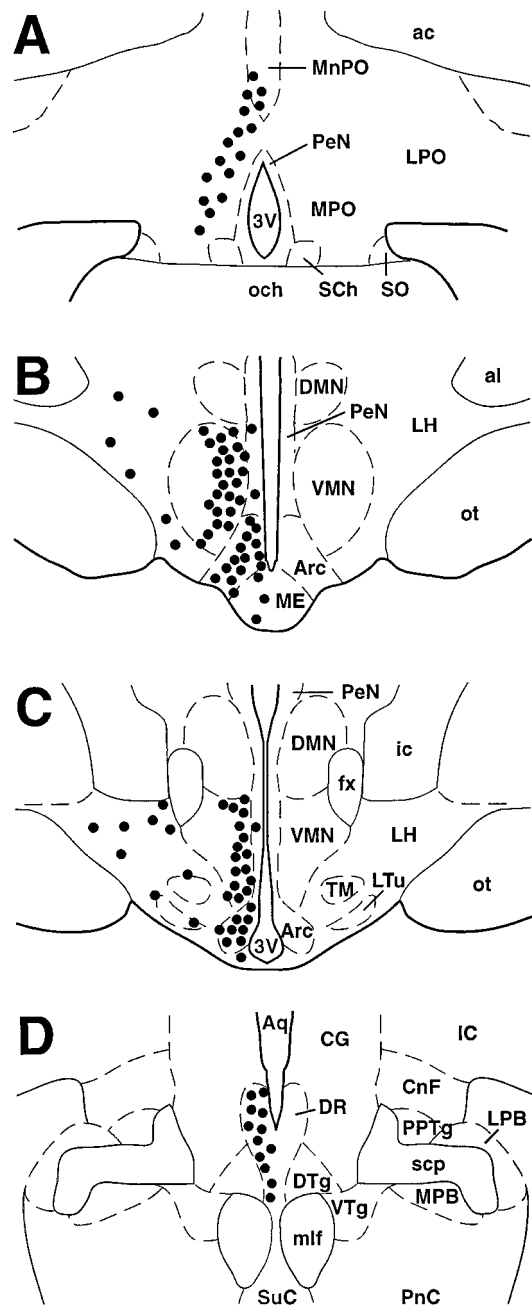 A
ac
MnPO
PeN
LPO
3V
MPO
och
SCh
SO
B
DMN
al
PeN
LH
VMN
ot
Arc
ME
C
PeN
DMN
ic
fx
VMN
LH
TM
LTu
ot
Arc
3V
D
Aq
CG
IC
CnF
DR
PPTg
LPB
scp
DTg
MPB
VTg
mlf
SuC
PnC